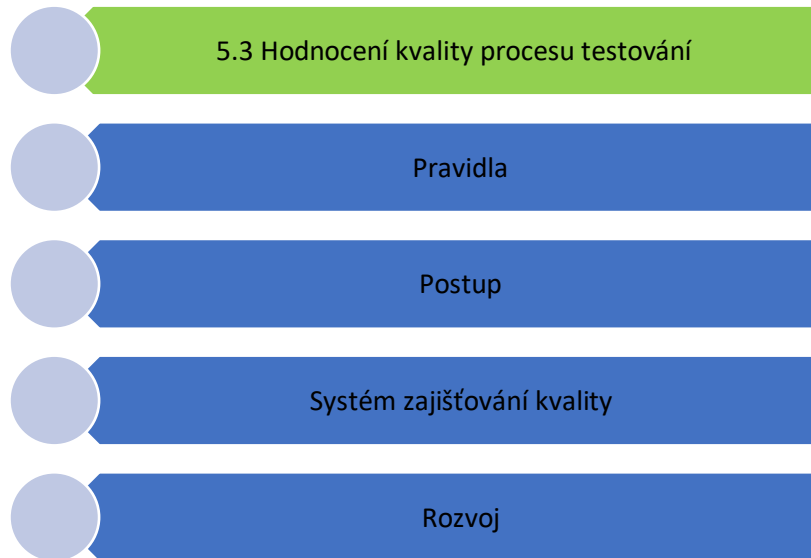 5.3 Hodnocení kvality procesu testování
Pravidla
Postup
Systém zajišťování kvality
Rozvoj